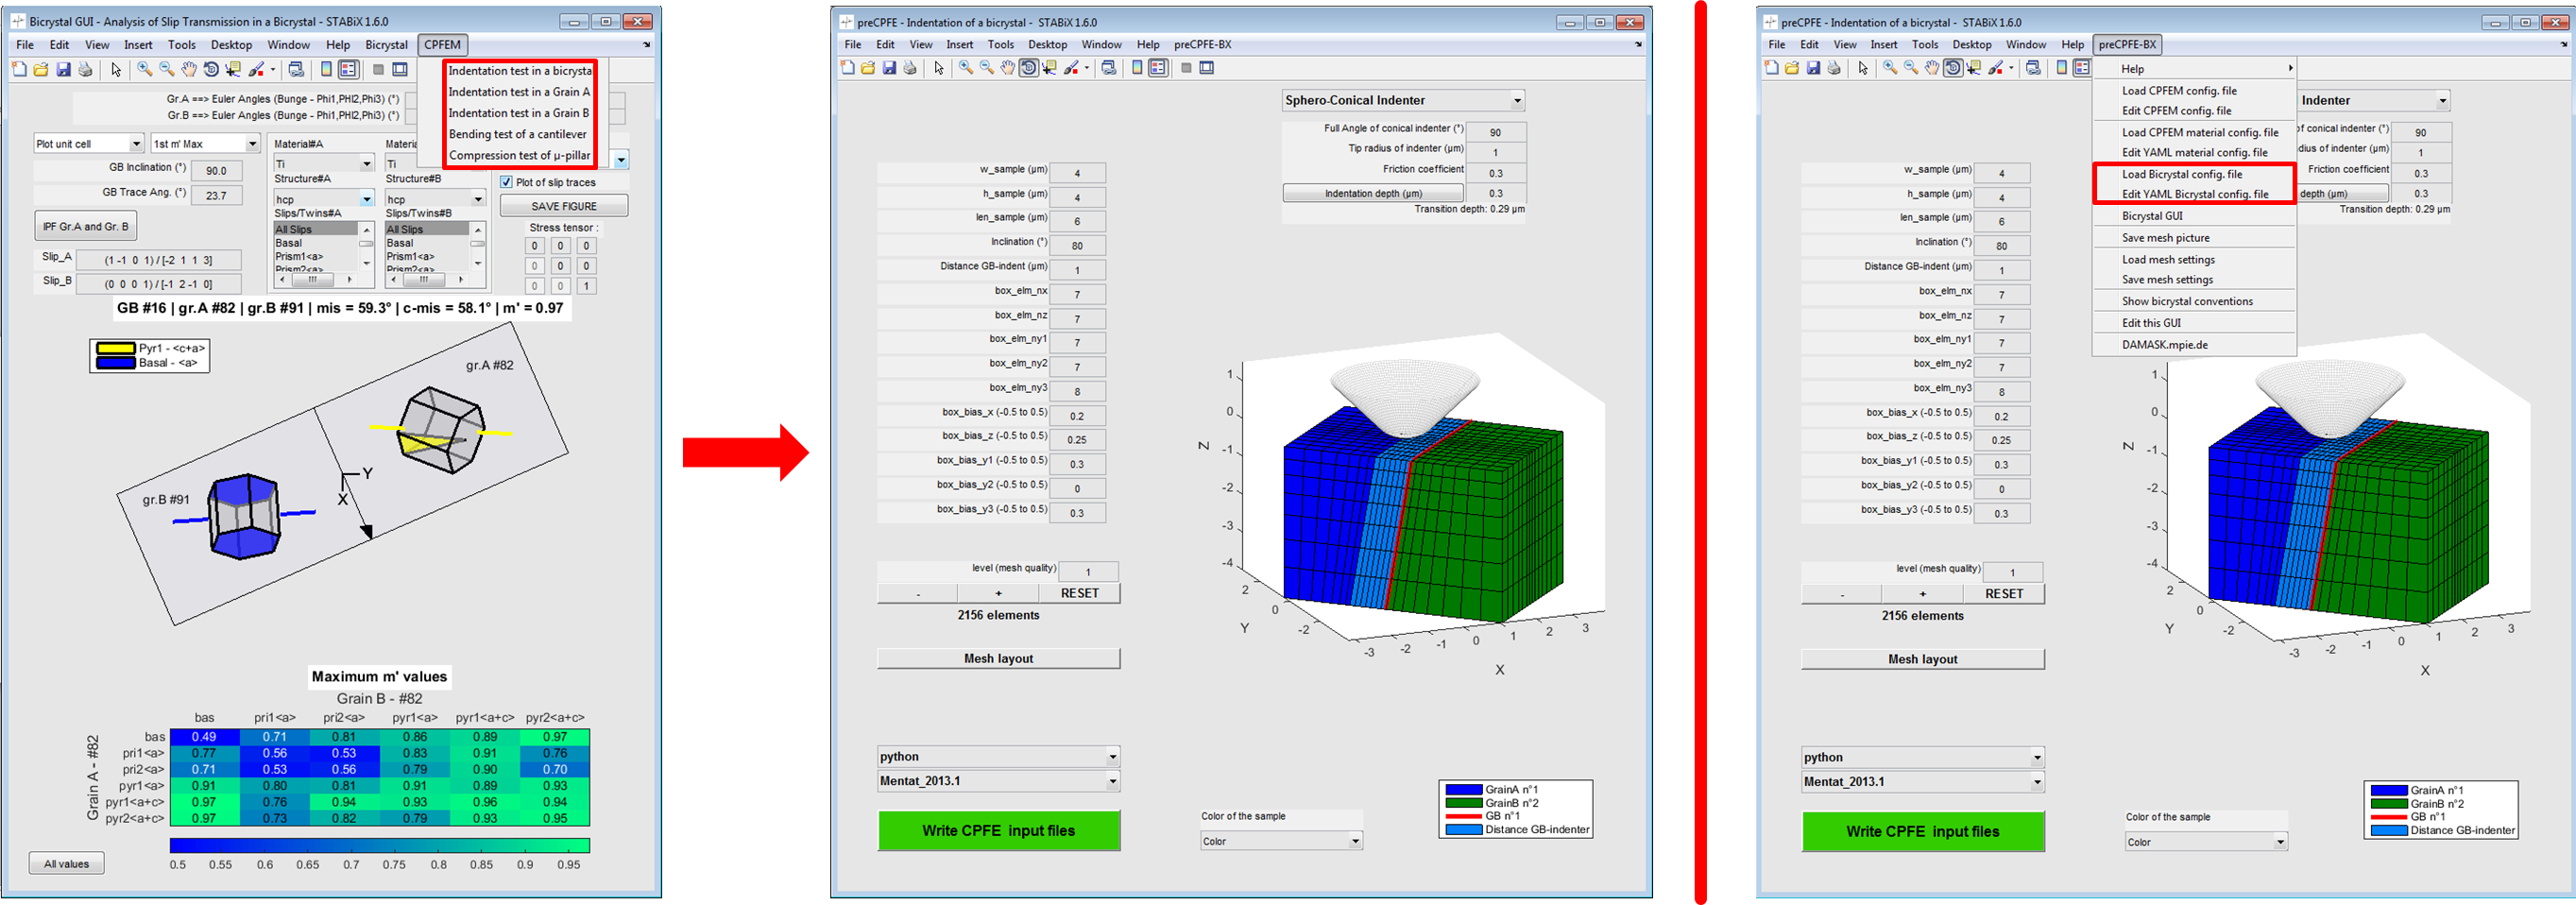 Bicrystal GUI - Analysis of Slip Transmission in a Bicrystal - STABiX 1.6.0
File Edit View Insert Tools Desktop Window Help Bicrystal CPFEM
Indentation test in a bicrysta
Indentation test in a Grain A
Indentation test in a Grain B
Bending test of a cantilever
Compression test of µ-pillar
Gr.A ==> Euler Angles (Bunge - Phi1,PHI2,Phi3) (°)
Gr.B ==> Euler Angles (Bunge - Phi1,PHI2,Phi3) (°)
Plot unit cell
1st m' Max
GB Inclination (°) 90.0
GB Trace Ang. (°) 23.7
IPF Gr.A and Gr. B
Slip_A (1 -1 0 1) / [-2 1 1 3]
Slip_B (0 0 0 1) / [-1 2 -1 0]
Material#A
Ti
Structure#A
hcp
Slips/Twins#A
All Slips
Basal
Prism1<a>
Prism2<a>
Materia
Ti
Structure#B
hcp
Slips/Twins#B
All Slips
Basal
Prism1<a>
Prism2<a>
Plot of slip traces
SAVE FIGURE
Stress tensor :
0 0 0
0 0 0
0 0 1
GB #16 | gr.A #82 | gr.B #91 | mis = 59.3° | c-mis = 58.1° | m' = 0.97
Pyr1 - <c+a>
Basal - <a>
gr.A #82
gr.B #91
Y
X
Maximum m' values
Grain B - #82
bas pri1<a> pri2<a> pyr1<a> pyr1<a+c> pyr2<a+c>
Grain A - #82
bas 0.49 0.71 0.81 0.86 0.89 0.97
pri1<a> 0.77 0.56 0.53 0.83 0.91 0.76
pri2<a> 0.71 0.53 0.56 0.79 0.90 0.70
pyr1<a> 0.91 0.80 0.81 0.91 0.89 0.93
pyr1<a+c> 0.97 0.76 0.94 0.93 0.96 0.94
pyr2<a+c> 0.97 0.73 0.82 0.79 0.93 0.95
0.5 0.55 0.6 0.65 0.7 0.75 0.8 0.85 0.9 0.95
All values
preCPFE - Indentation of a bicrystal - STABiX 1.6.0
File Edit View Insert Tools Desktop Window Help preCPFE-BX
Sphero-Conical Indenter
Full Angle of conical indenter (°) 90
Tip radius of indenter (µm) 1
Friction coefficient 0.3
Indentation depth (µm) 0.3
Transition depth: 0.29 µm
w_sample (µm) 4
h_sample (µm) 4
len_sample (µm) 6
Inclination (°) 80
Distance GB-indent (µm) 1
box_elm_nx 7
box_elm_nz 7
box_elm_ny1 7
box_elm_ny2 7
box_elm_ny3 8
box_bias_x (-0.5 to 0.5) 0.2
box_bias_z (-0.5 to 0.5) 0.25
box_bias_y1 (-0.5 to 0.5) 0.3
box_bias_y2 (-0.5 to 0.5) 0
box_bias_y3 (-0.5 to 0.5) 0.3
level (mesh quality) 1
- + RESET
2156 elements
Mesh layout
python
Mentat_2013.1
Write CPFE input files
Z
1
0
-1
-2
-3
-4
Y
2
0
-2
X
-3 -2 -1 0 1 2 3
Color of the sample
Color
GrainA n°1
GrainB n°2
GB n°1
Distance GB-indenter
preCPFE - Indentation of a bicrystal - STABiX 1.6.0
File Edit View Insert Tools Desktop Window Help preCPFE-BX
Help
Load CPFEM config. file
Edit CPFEM config. file
Load CPFEM material config. file
Edit YAML material config. file
Load Bicrystal config. file
Edit YAML Bicrystal config. file
Bicrystal GUI
Save mesh picture
Load mesh settings
Save mesh settings
Show bicrystal conventions
Edit this GUI
DAMASK.mpie.de
Indenter
of conical indenter (°) 90
dius of indenter (µm) 1
Friction coefficient 0.3
depth (µm) 0.3
Transition depth: 0.29 µm
w_sample (µm) 4
h_sample (µm) 4
len_sample (µm) 6
Inclination (°) 80
Distance GB-indent (µm) 1
box_elm_nx 7
box_elm_nz 7
box_elm_ny1 7
box_elm_ny2 7
box_elm_ny3 8
box_bias_x (-0.5 to 0.5) 0.2
box_bias_z (-0.5 to 0.5) 0.25
box_bias_y1 (-0.5 to 0.5) 0.3
box_bias_y2 (-0.5 to 0.5) 0
box_bias_y3 (-0.5 to 0.5) 0.3
level (mesh quality) 1
- + RESET
2156 elements
Mesh layout
python
Mentat_2013.1
Write CPFE input files
Z
1
0
-1
-2
-3
-4
Y
2
0
-2
X
-3 -2 -1 0 1 2 3
Color of the sample
Color
GrainA n°1
GrainB n°2
GB n°1
Distance GB-indenter